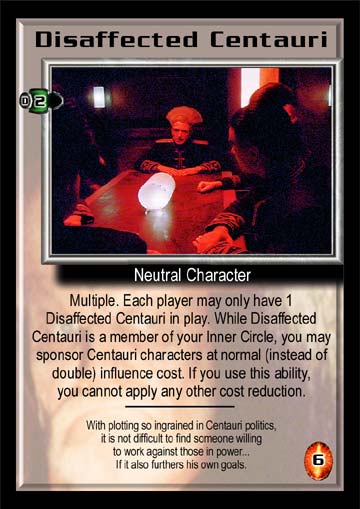 Disaffected Centauri
D 2
Neutral Character
Multiple. Each player may only have 1
Disaffected Centauri in play. While Disaffected
Centauri is a member of your Inner Circle, you may
sponsor Centauri characters at normal (instead of
double) influence cost. If you use this ability,
you cannot apply any other cost reduction.
With plotting so ingrained in Centauri politics,
it is not difficult to find someone willing
to work against those in power...
If it also furthers his own goals.
6